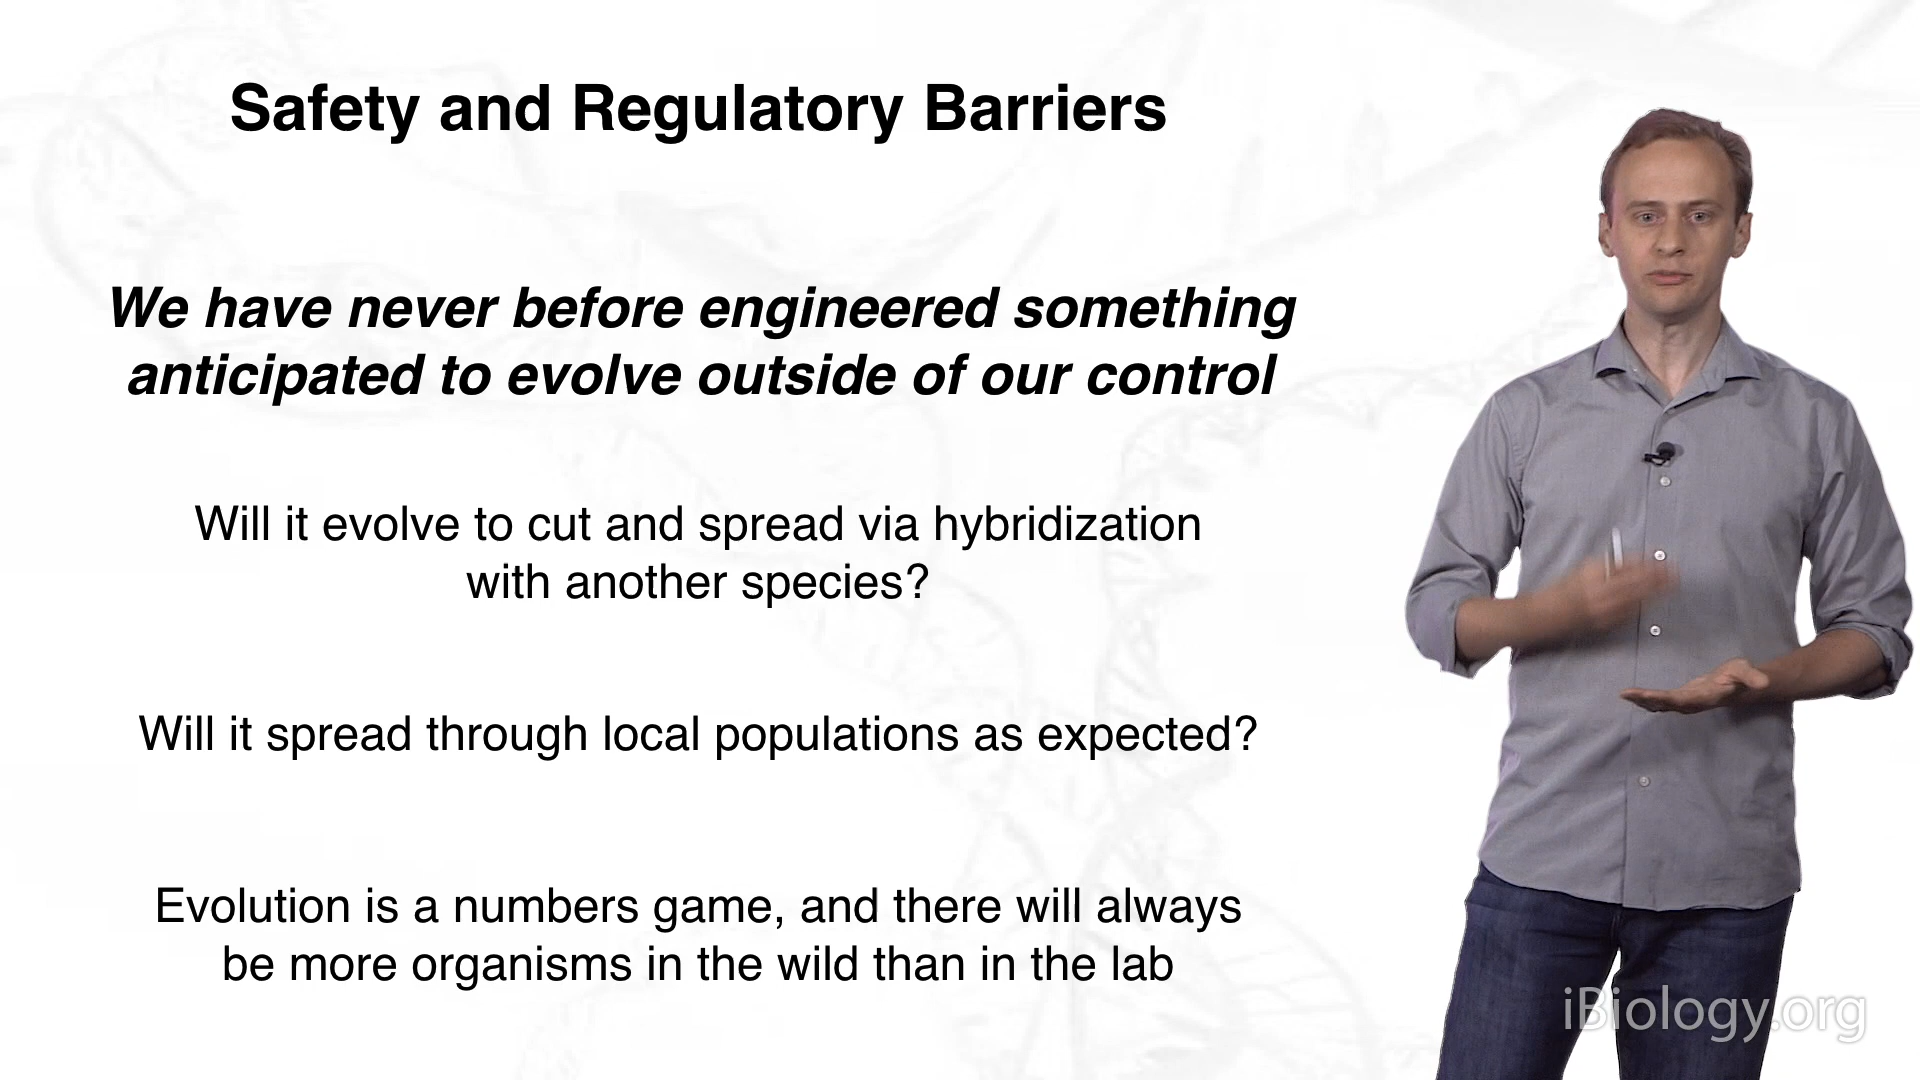 Safety and Regulatory Barriers
We have never before engineered something
anticipated to evolve outside of our control
Will it evolve to cut and spread via hybridization
with another species?
Will it spread through local populations as expected?
Evolution is a numbers game, and there will always
be more organisms in the wild than in the lab
iBiology.org